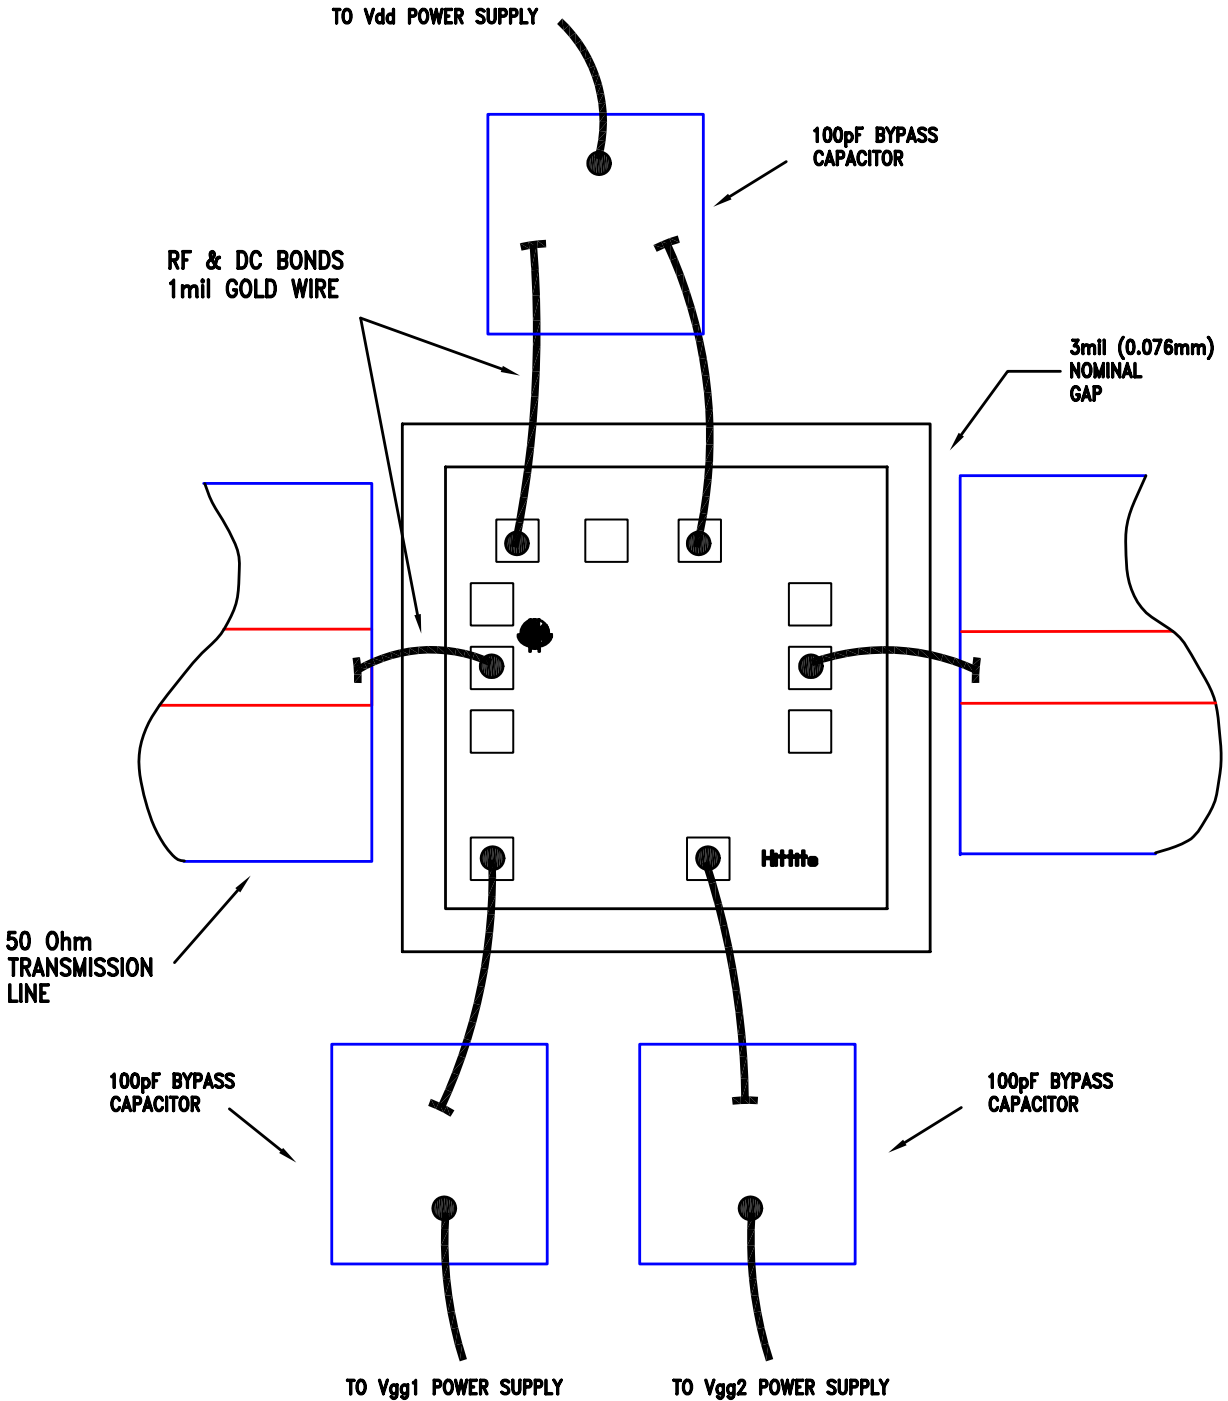 TO Vdd POWER SUPPLY
100pF BYPASS
CAPACITOR
RF & DC BONDS
1mil GOLD WIRE
3mil (0.076mm)
NOMINAL
GAP
Hittite
50 Ohm
TRANSMISSION
LINE
100pF BYPASS
CAPACITOR
100pF BYPASS
CAPACITOR
TO Vgg1 POWER SUPPLY
TO Vgg2 POWER SUPPLY